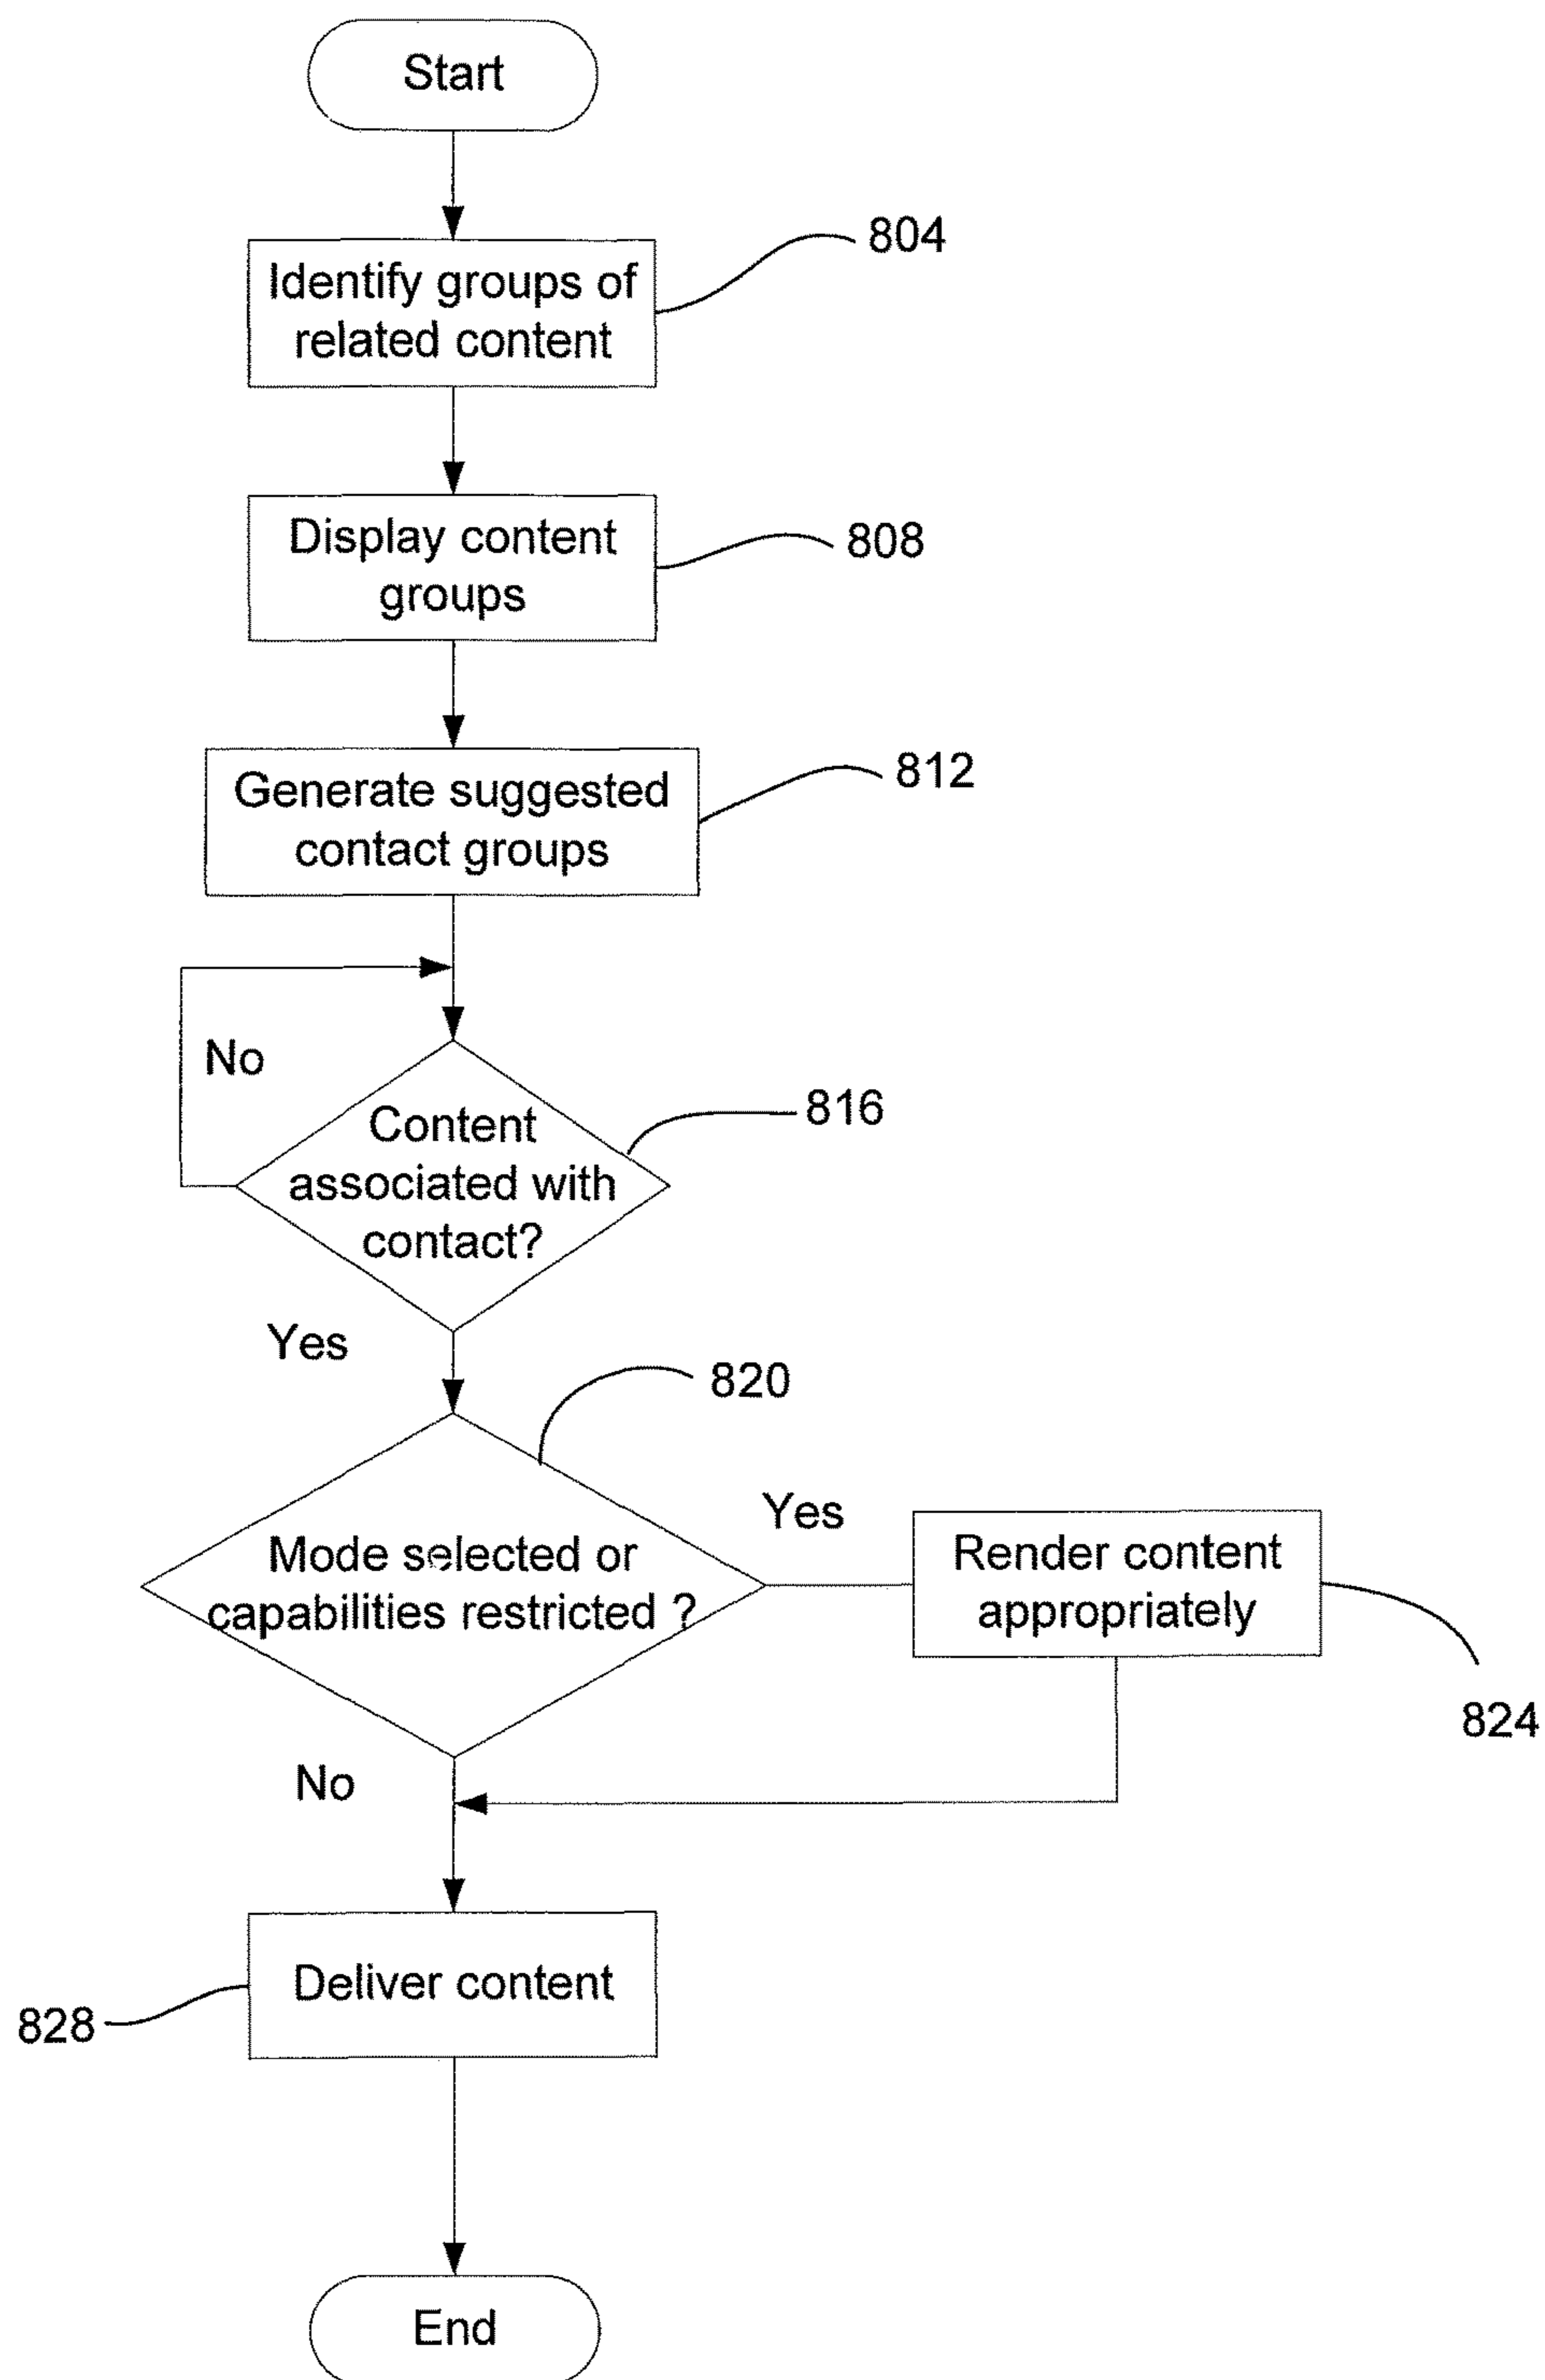 Start
804
Identify groups of
related content
Display content
groups
808
Generate suggested
contact groups
812
No
Content
associated with
contact?
816
Yes
820
Mode selected or
capabilities restricted ?
Yes
Render content
appropriately
824
No
Deliver content
828
End